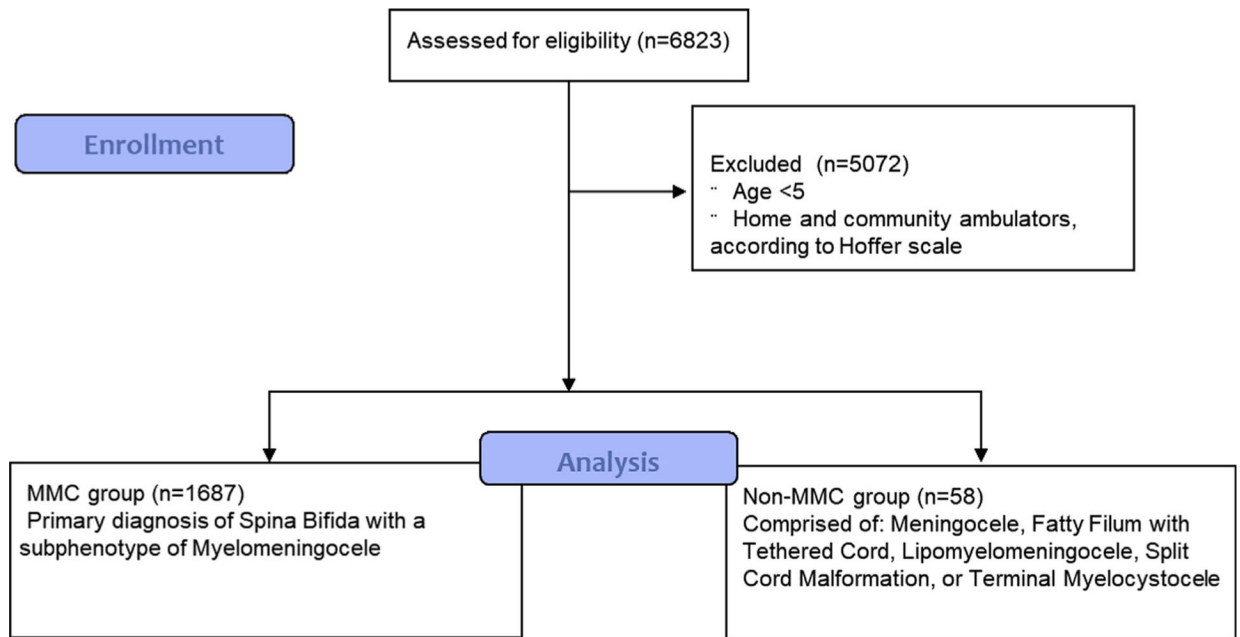 Assessed for eligibility (n=6823)
Enrollment
Excluded (n=5072)
¨ Age <5
¨ Home and community ambulators,
according to Hoffer scale
Analysis
MMC group (n=1687)
Primary diagnosis of Spina Bifida with a
subphenotype of Myelomeningocele
Non-MMC group (n=58)
Comprised of: Meningocele, Fatty Filum with
Tethered Cord, Lipomyelomeningocele, Split
Cord Malformation, or Terminal Myelocystocele